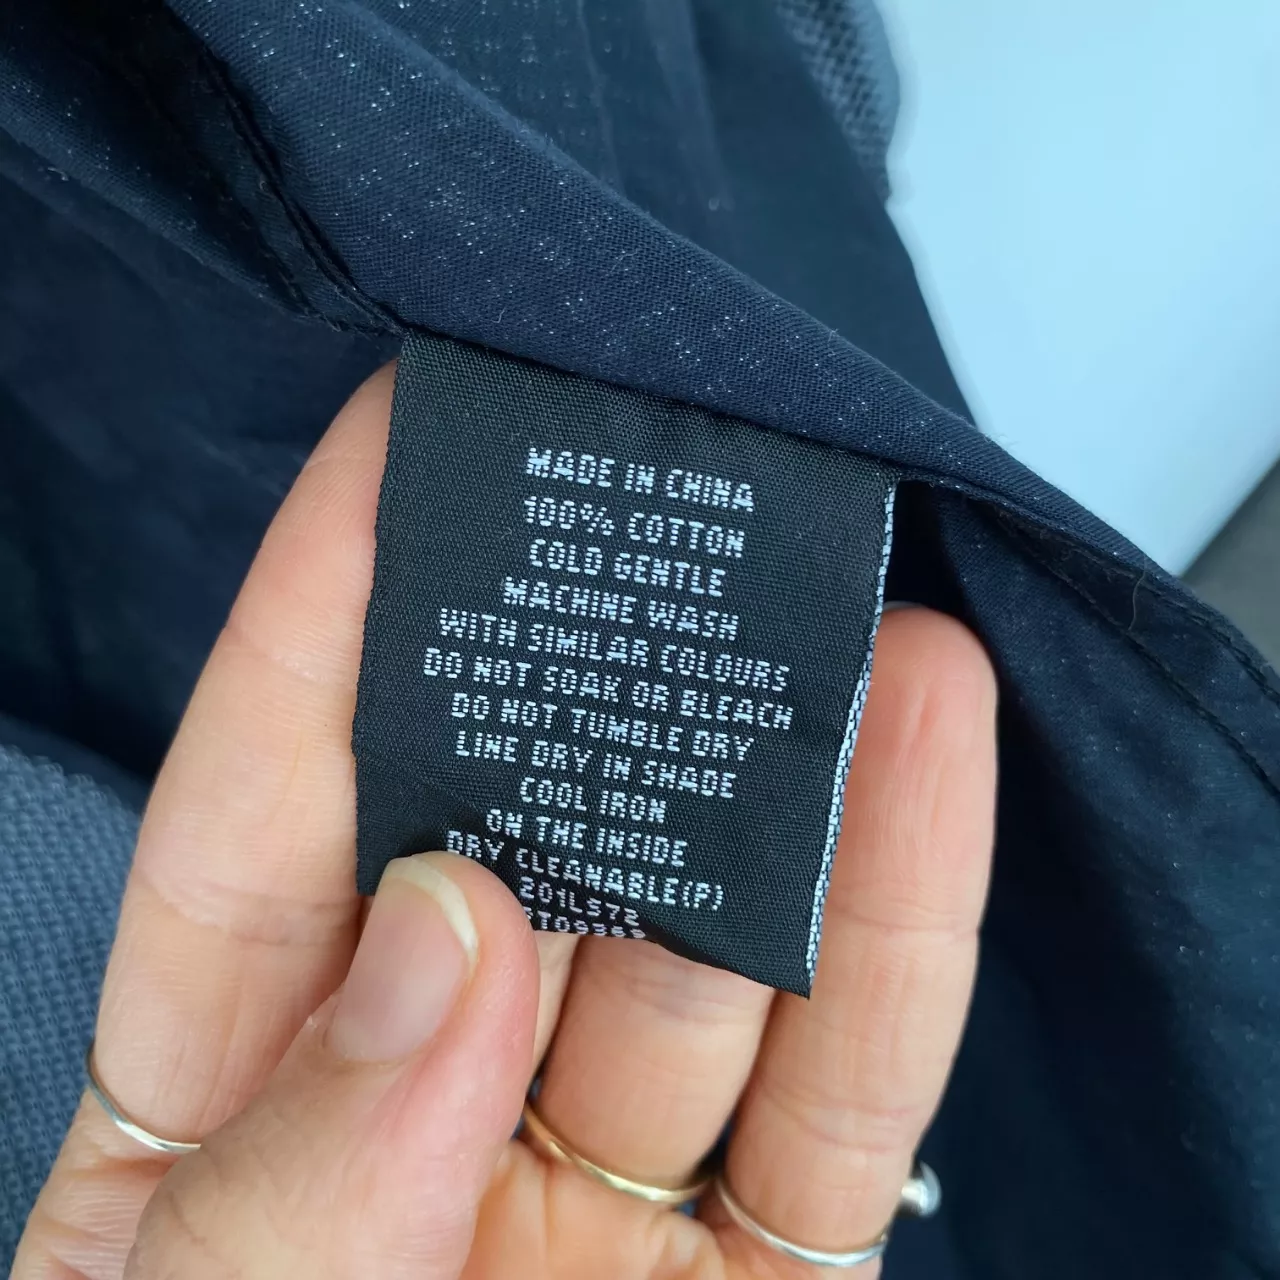 MADE IN CHINA
100% COTTON
COLD GENTLE
MACHINE WASH
WITH SIMILAR COLOURS
DO NOT SOAK OR BLEACH
DO NOT TUMBLE DRY
LINE DRY IN SHADE
COOL IRON
ON THE INSIDE
DRY CLEANABLE(P)
201LS72